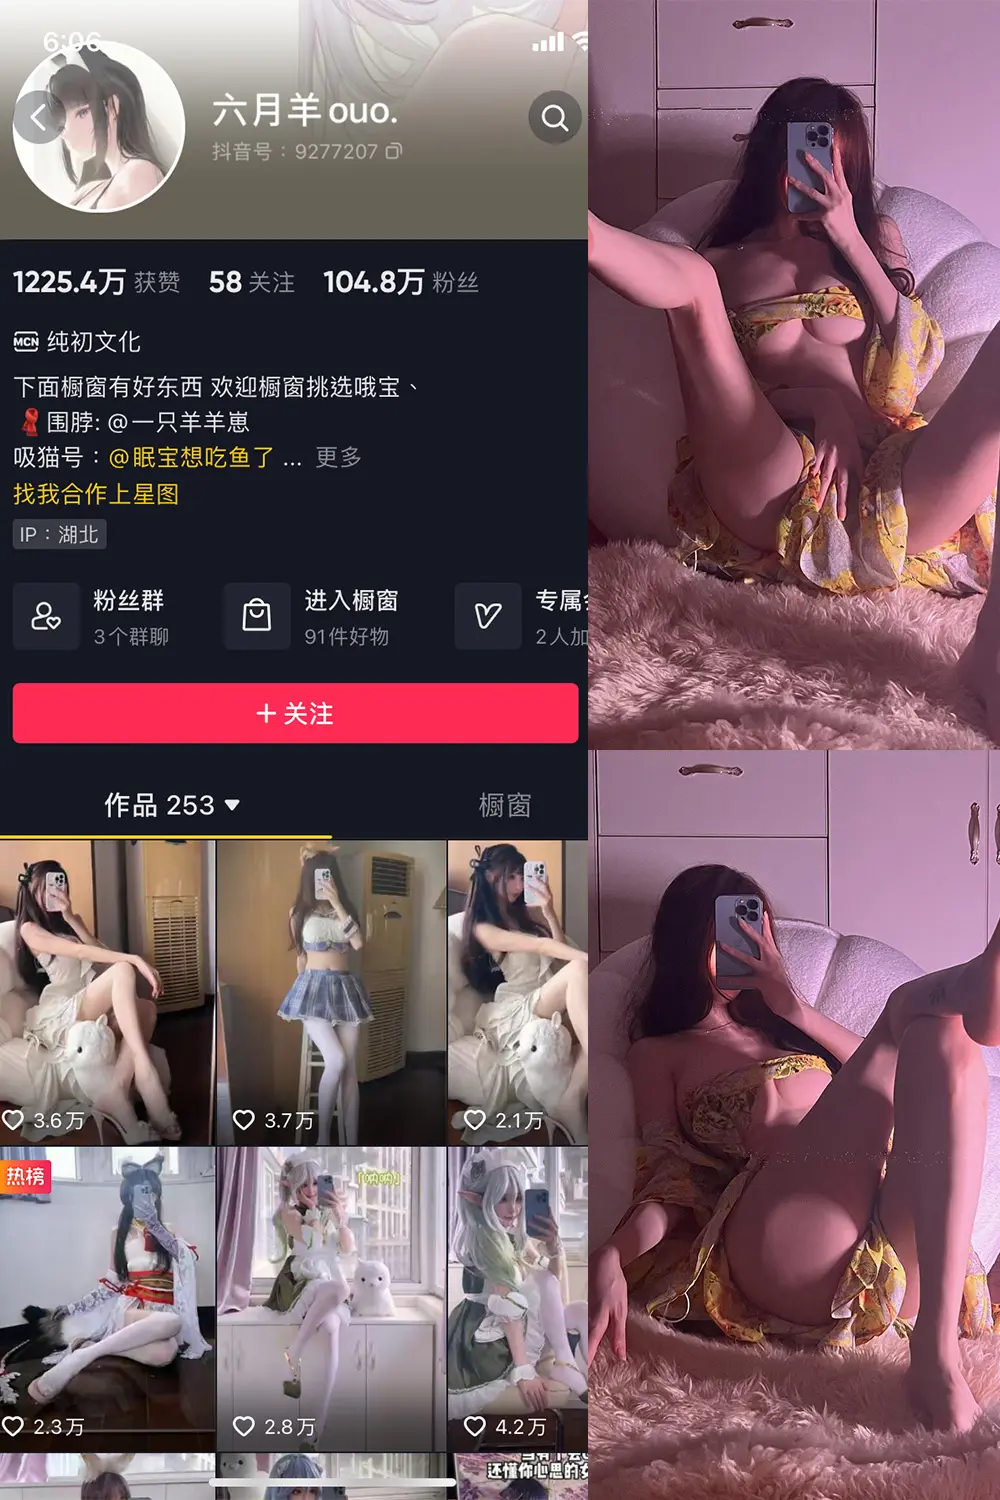 6:06
六月羊ouo.
抖音号：9277207
1225.4万 获赞 58 关注 104.8万 粉丝
MCN 纯初文化
下面橱窗有好东西 欢迎橱窗挑选哦宝、
围脖: @一只羊羊崽
吸猫号：@眠宝想吃鱼了 ... 更多
找我合作上星图
IP：湖北
粉丝群 进入橱窗 专属
3个群聊 91件好物 2人加
+关注
作品 253 橱窗
3.6万 3.7万 2.1万
热榜
2.3万 2.8万 4.2万
还懂你心思的